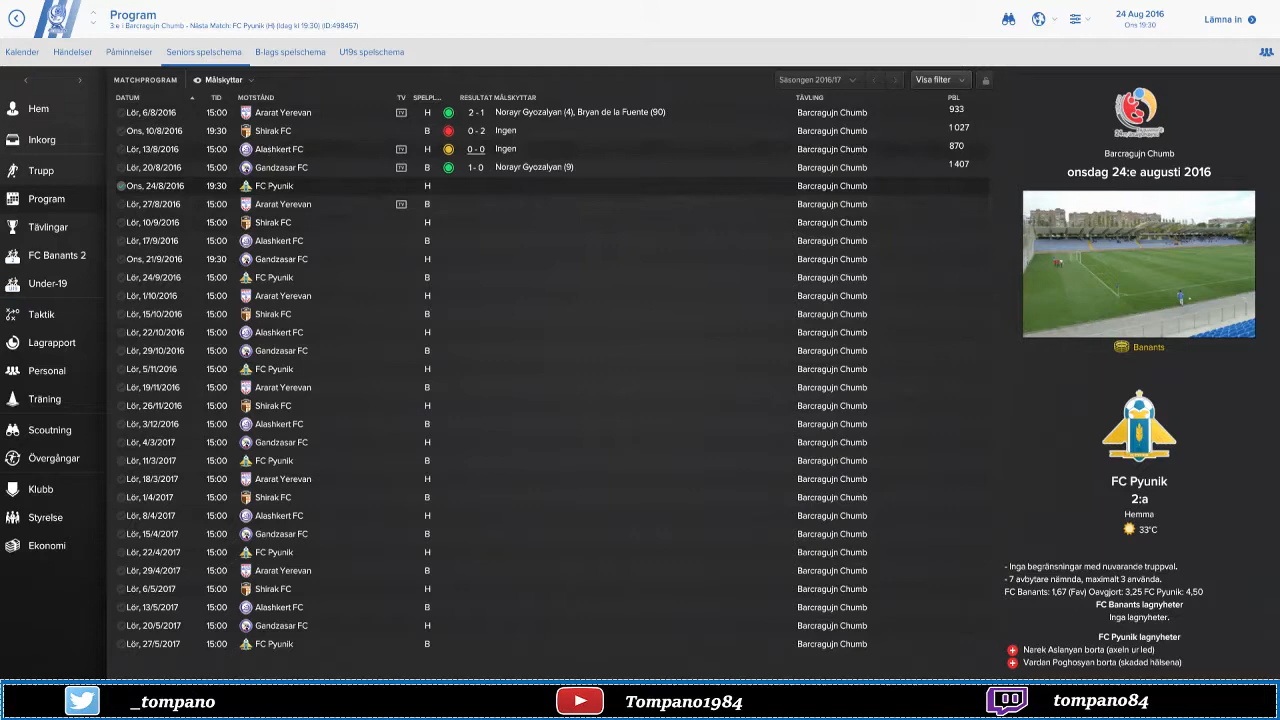 Program
3:e i Barcragujn Chumb - Nästa Match: FC Pyunik (H) (Idag kl 19:30) (ID:498457)
24 Aug 2016
Ons 19:30
Lämna in
Kalender Händelser Påminnelser Seniors spelschema B-lags spelschema U19s spelschema
Hem
Inkorg
Trupp
Program
Tävlingar
FC Banants 2
Under-19
Taktik
Lagrapport
Personal
Träning
Scoutning
Övergångar
Klubb
Styrelse
Ekonomi
MATCHPROGRAM Målskyttar Säsongen 2016/17 Visa filter
DATUM TID MOTSTÅND TV SPELPL... RESULTAT MÅLSKYTTAR TÄVLING PBL
Lör, 6/8/2016 15:00 Ararat Yerevan TV H 2 - 1 Norayr Gyozalyan (4), Bryan de la Fuente (90) Barcragujn Chumb 933
Ons, 10/8/2016 19:30 Shirak FC B 0 - 2 Ingen Barcragujn Chumb 1 027
Lör, 13/8/2016 15:00 Alashkert FC TV H 0 - 0 Ingen Barcragujn Chumb 870
Lör, 20/8/2016 15:00 Gandzasar FC TV B 1 - 0 Norayr Gyozalyan (9) Barcragujn Chumb 1 407
Ons, 24/8/2016 19:30 FC Pyunik H Barcragujn Chumb
Lör, 27/8/2016 15:00 Ararat Yerevan TV B Barcragujn Chumb
Lör, 10/9/2016 15:00 Shirak FC H Barcragujn Chumb
Lör, 17/9/2016 15:00 Alashkert FC B Barcragujn Chumb
Ons, 21/9/2016 19:30 Gandzasar FC H Barcragujn Chumb
Lör, 24/9/2016 15:00 FC Pyunik B Barcragujn Chumb
Lör, 1/10/2016 15:00 Ararat Yerevan H Barcragujn Chumb
Lör, 15/10/2016 15:00 Shirak FC B Barcragujn Chumb
Lör, 22/10/2016 15:00 Alashkert FC H Barcragujn Chumb
Lör, 29/10/2016 15:00 Gandzasar FC B Barcragujn Chumb
Lör, 5/11/2016 15:00 FC Pyunik H Barcragujn Chumb
Lör, 19/11/2016 15:00 Ararat Yerevan B Barcragujn Chumb
Lör, 26/11/2016 15:00 Shirak FC H Barcragujn Chumb
Lör, 3/12/2016 15:00 Alashkert FC B Barcragujn Chumb
Lör, 4/3/2017 15:00 Gandzasar FC H Barcragujn Chumb
Lör, 11/3/2017 15:00 FC Pyunik B Barcragujn Chumb
Lör, 18/3/2017 15:00 Ararat Yerevan H Barcragujn Chumb
Lör, 1/4/2017 15:00 Shirak FC B Barcragujn Chumb
Lör, 8/4/2017 15:00 Alashkert FC H Barcragujn Chumb
Lör, 15/4/2017 15:00 Gandzasar FC B Barcragujn Chumb
Lör, 22/4/2017 15:00 FC Pyunik H Barcragujn Chumb
Lör, 29/4/2017 15:00 Ararat Yerevan B Barcragujn Chumb
Lör, 6/5/2017 15:00 Shirak FC H Barcragujn Chumb
Lör, 13/5/2017 15:00 Alashkert FC B Barcragujn Chumb
Lör, 20/5/2017 15:00 Gandzasar FC H Barcragujn Chumb
Lör, 27/5/2017 15:00 FC Pyunik B Barcragujn Chumb
Barcragujn Chumb
onsdag 24:e augusti 2016
Banants
FC Pyunik
2:a
Hemma
33°C
- Inga begränsningar med nuvarande truppval.
- 7 avbytare nämnda, maximalt 3 använda.
FC Banants: 1,67 (Fav) Oavgjort: 3,25 FC Pyunik: 4,50
FC Banants lagnyheter
Inga lagnyheter.
FC Pyunik lagnyheter
Narek Aslanyan borta (axeln ur led)
Vardan Poghosyan borta (skadad hälsena)
_tompano Tompano1984 tompano84